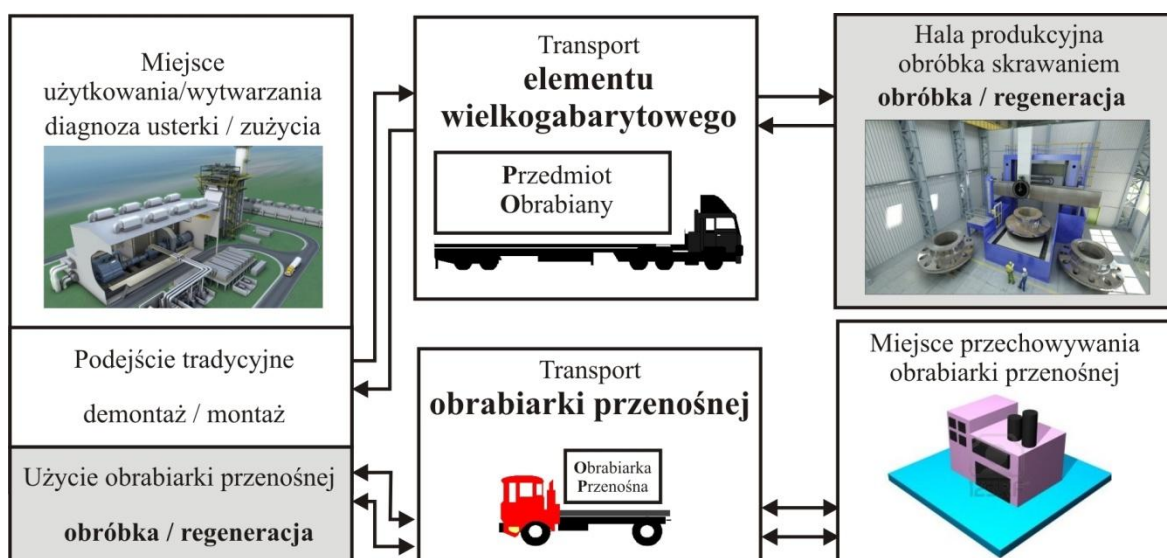 Miejsce
użytkowania/wytwarzania
diagnoza usterki / zużycia
Podejście tradycyjne
demontaż / montaż
Użycie obrabiarki przenośnej
obróbka / regeneracja
Transport
elementu
wielkogabarytowego
Przedmiot
Obrabiany
Transport
obrabiarki przenośnej
Obrabiarka
Przenośna
Hala produkcyjna
obróbka skrawaniem
obróbka / regeneracja
Miejsce przechowywania
obrabiarki przenośnej